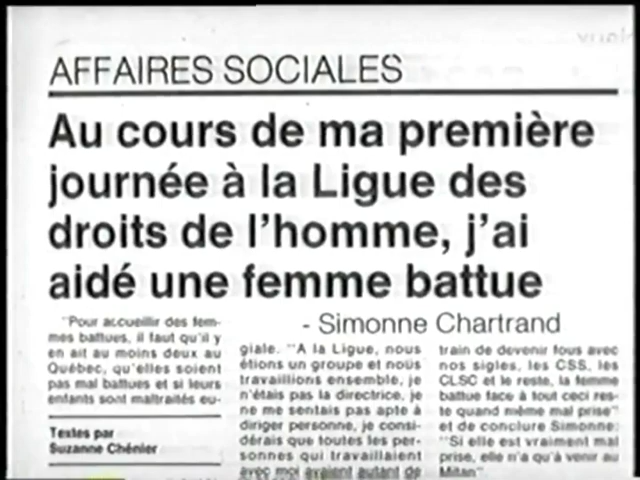 AFFAIRES SOCIALES
Au cours de ma première
journée à la Ligue des
droits de l'homme, j'ai
aidé une femme battue
- Simonne Chartrand
"Pour accueillir des fem-
mes battues, il faut qu'il y
en ait au moins deux au
Québec, qu'elles soient
pas mal battues et si leurs
enfants sont maltraités eu-
Textes par
Suzanne Chénier
giale. "A la Ligue, nous
étions un groupe et nous
travaillions ensemble, je
n'étais pas la directrice, je
ne me sentais pas apte à
diriger personne, je consi-
dérais que toutes les per-
sonnes qui travaillaient
avec moi avaient autant de
train de devenir fous avec
nos sigles, les CSS, les
CLSC et le reste, la femme
battue face à tout ceci res-
te quand même mal prise"
et de conclure Simonne:
"Si elle est vraiment mal
prise, elle n'a qu'à venir au
Mitan"